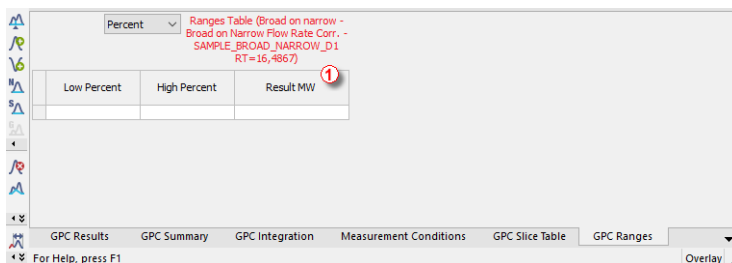 Percent
Ranges Table (Broad on narrow -
Broad on Narrow Flow Rate Corr. -
SAMPLE_BROAD_NARROW_D1
RT=16,4867)
1
Low Percent High Percent Result MW
N
S
GPC Results GPC Summary GPC Integration Measurement Conditions GPC Slice Table GPC Ranges
For Help, press F1 Overlay